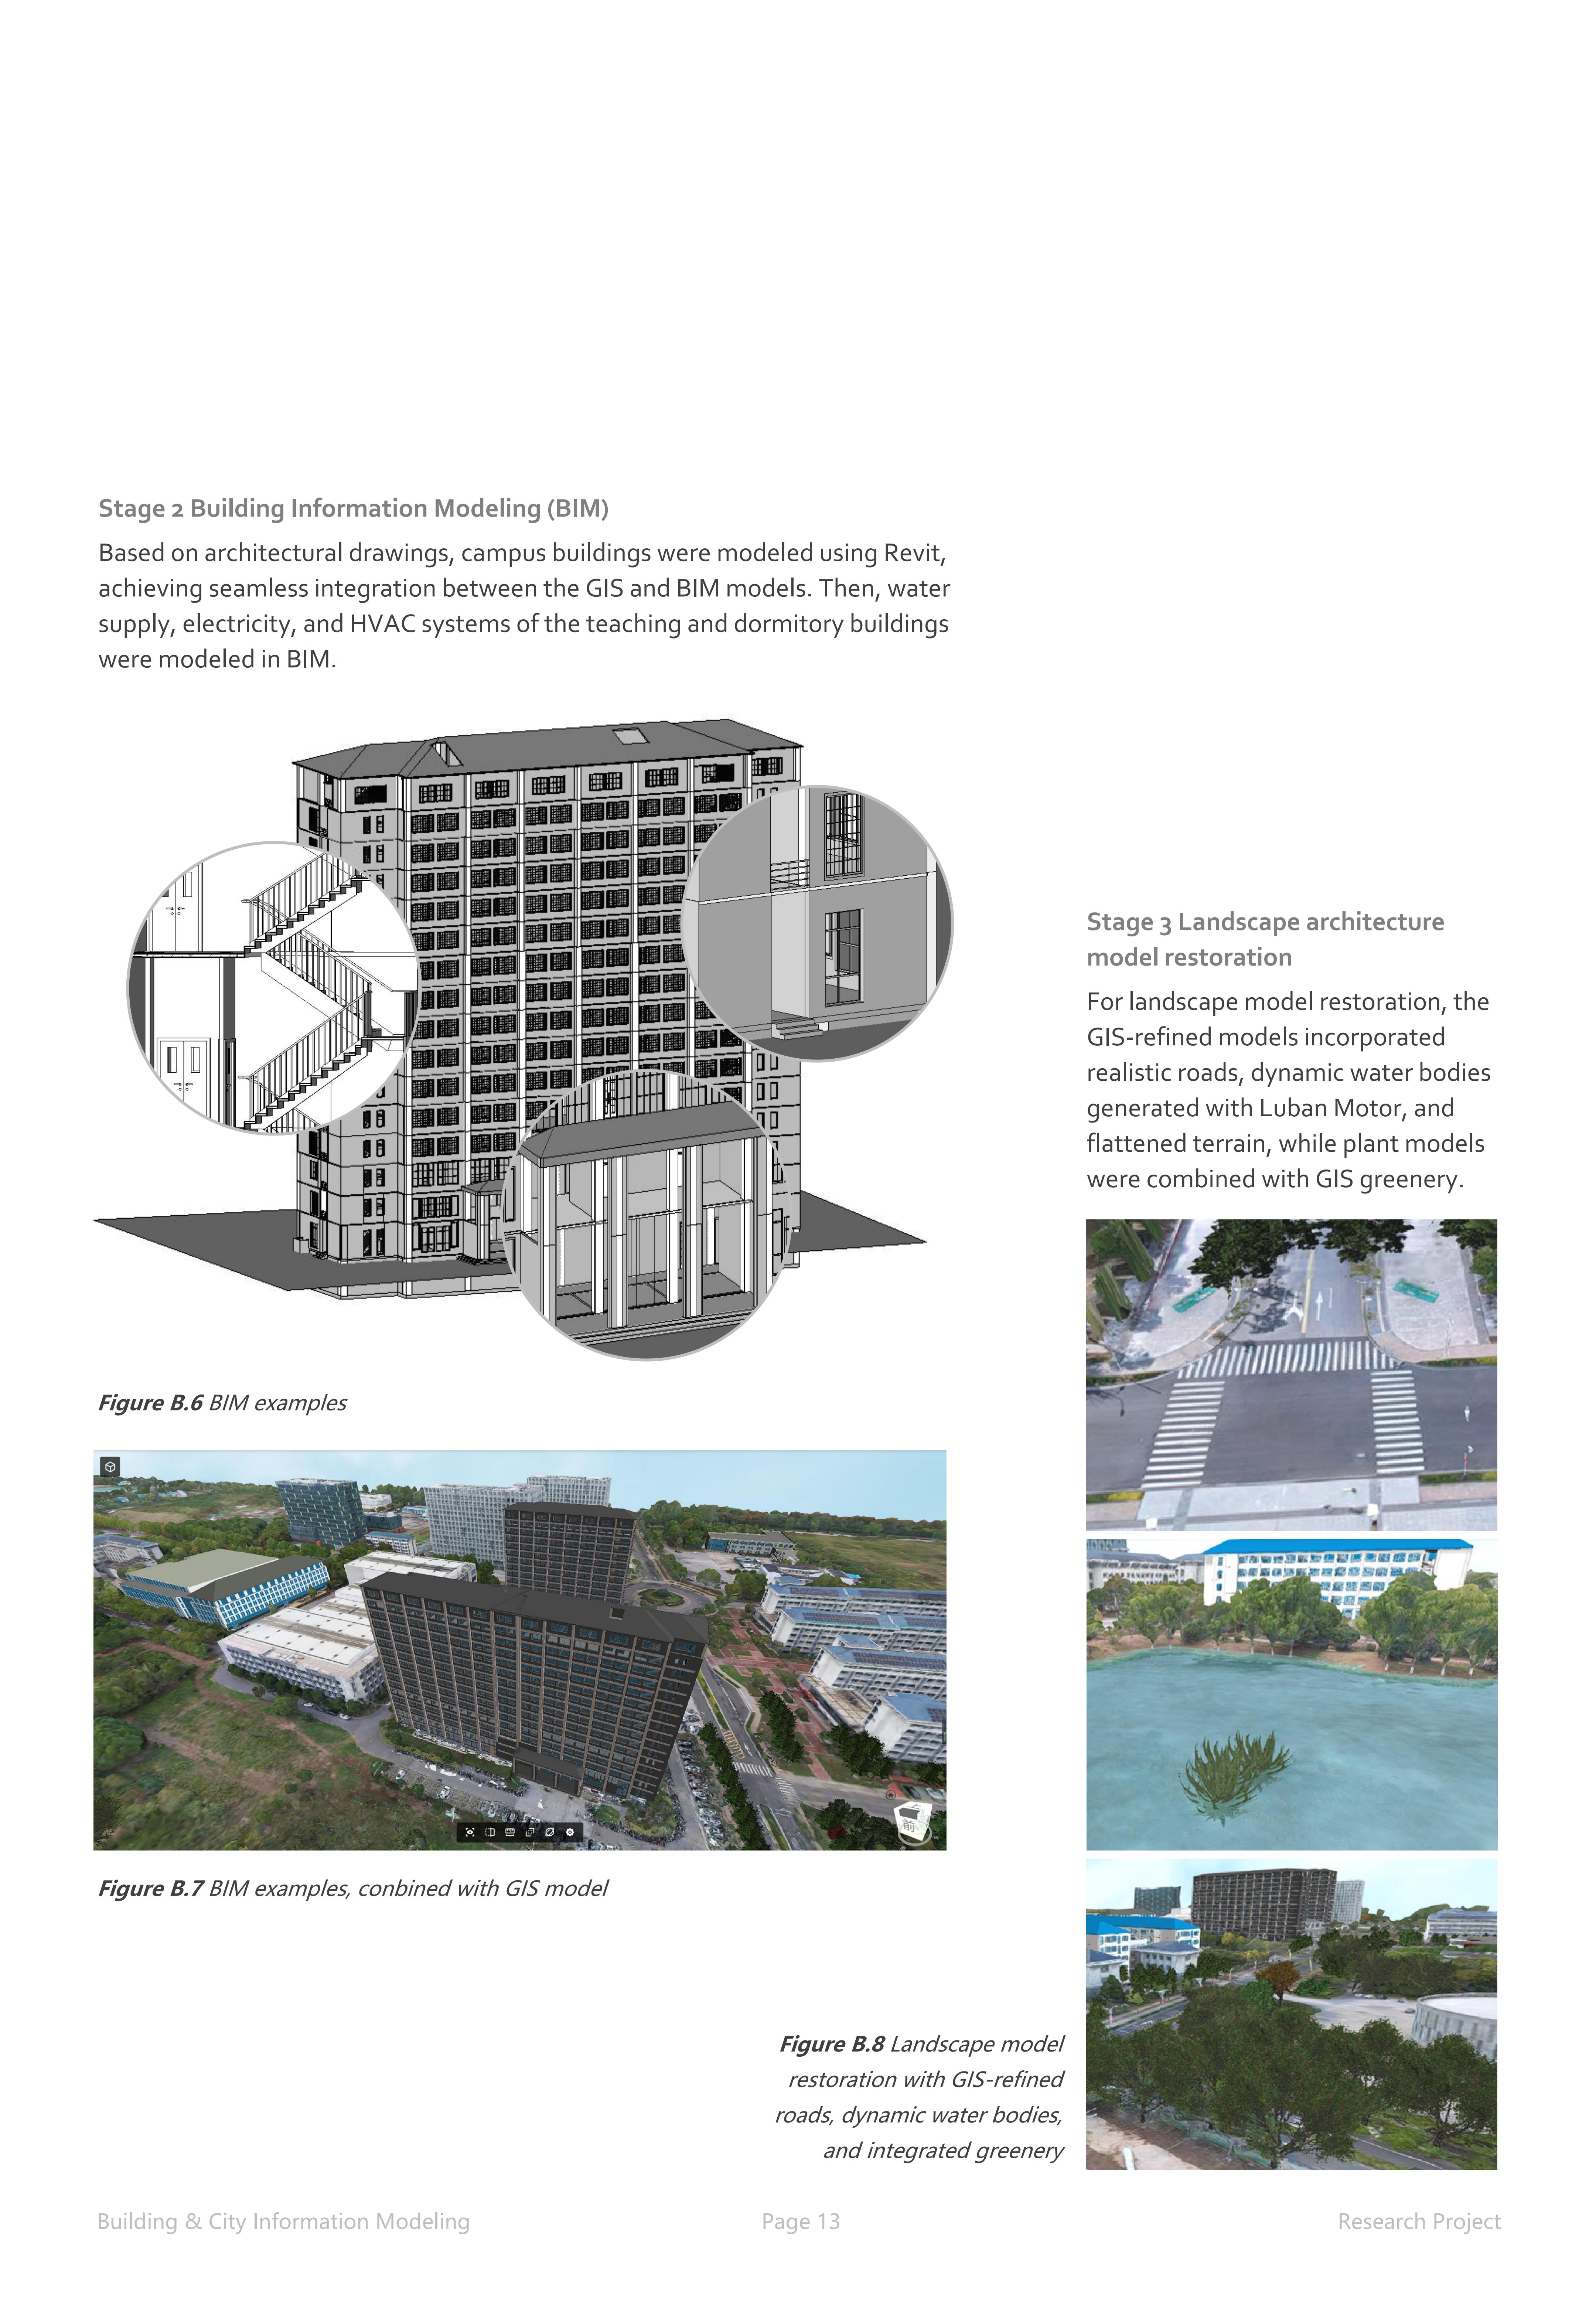 Stage 2 Building Information Modeling (BIM)
Based on architectural drawings, campus buildings were modeled using Revit,
achieving seamless integration between the GIS and BIM models. Then, water
supply, electricity, and HVAC systems of the teaching and dormitory buildings
were modeled in BIM.
Figure B.6 BIM examples
前
Figure B.7 BIM examples, conbined with GIS model
Stage 3 Landscape architecture
model restoration
For landscape model restoration, the
GIS-refined models incorporated
realistic roads, dynamic water bodies
generated with Luban Motor, and
flattened terrain, while plant models
were combined with GIS greenery.
Figure B.8 Landscape model
restoration with GIS-refined
roads, dynamic water bodies,
and integrated greenery
Building & City Information Modeling
Page 13
Research Project